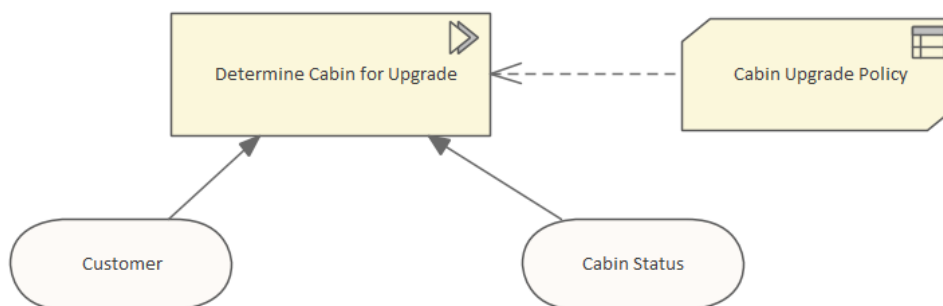 Determine Cabin for Upgrade
Cabin Upgrade Policy
Customer
Cabin Status